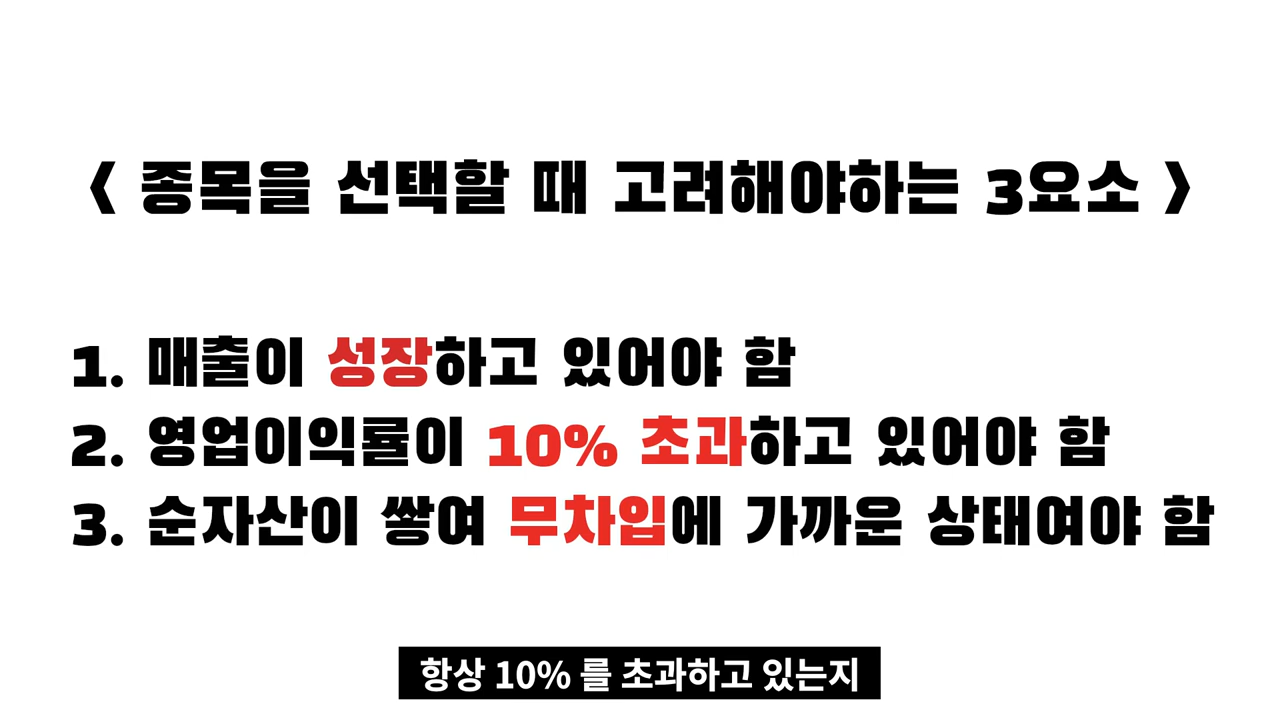 < 종목을 선택할 때 고려해야하는 3요소 >
1. 매출이 성장하고 있어야 함
2. 영업이익률이 10% 초과하고 있어야 함
3. 순자산이 쌓여 무차입에 가까운 상태여야 함
항상 10% 를 초과하고 있는지